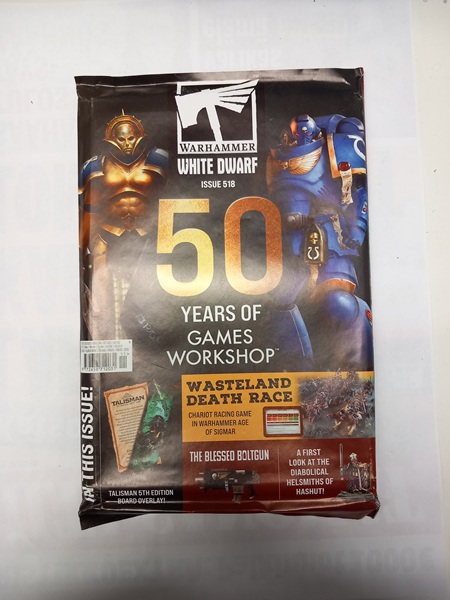 WARHAMMER
WHITE DWARF
ISSUE 518
50
YEARS OF
GAMES
WORKSHOP™
THIS ISSUE!
TALISMAN
TALISMAN 5TH EDITION
BOARD OVERLAY!
WASTELAND
DEATH RACE
CHARIOT RACING GAME
IN WARHAMMER AGE
OF SIGMAR
THE BLESSED BOLTGUN
A FIRST
LOOK AT THE
DIABOLICAL
HELSMITHS OF
HASHUT!